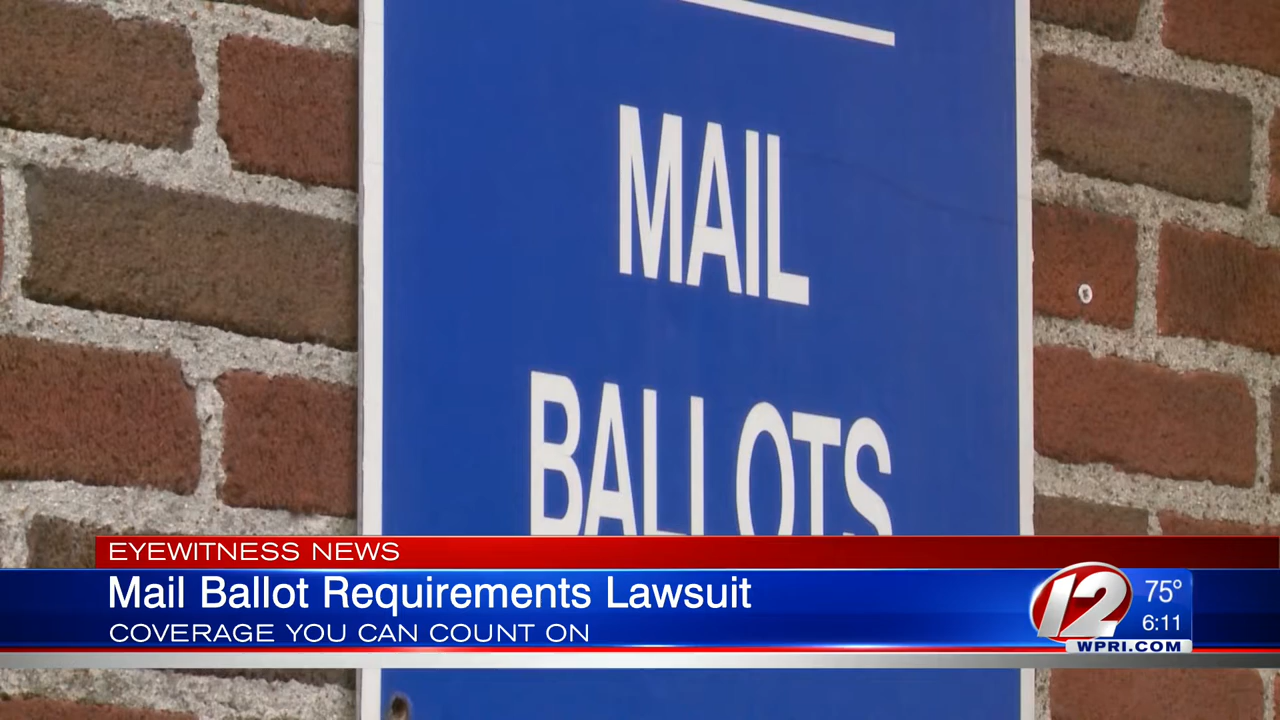 MAIL
BALLOTS
EYEWITNESS NEWS
Mail Ballot Requirements Lawsuit
COVERAGE YOU CAN COUNT ON
12
75°
6:11
WPRI.COM